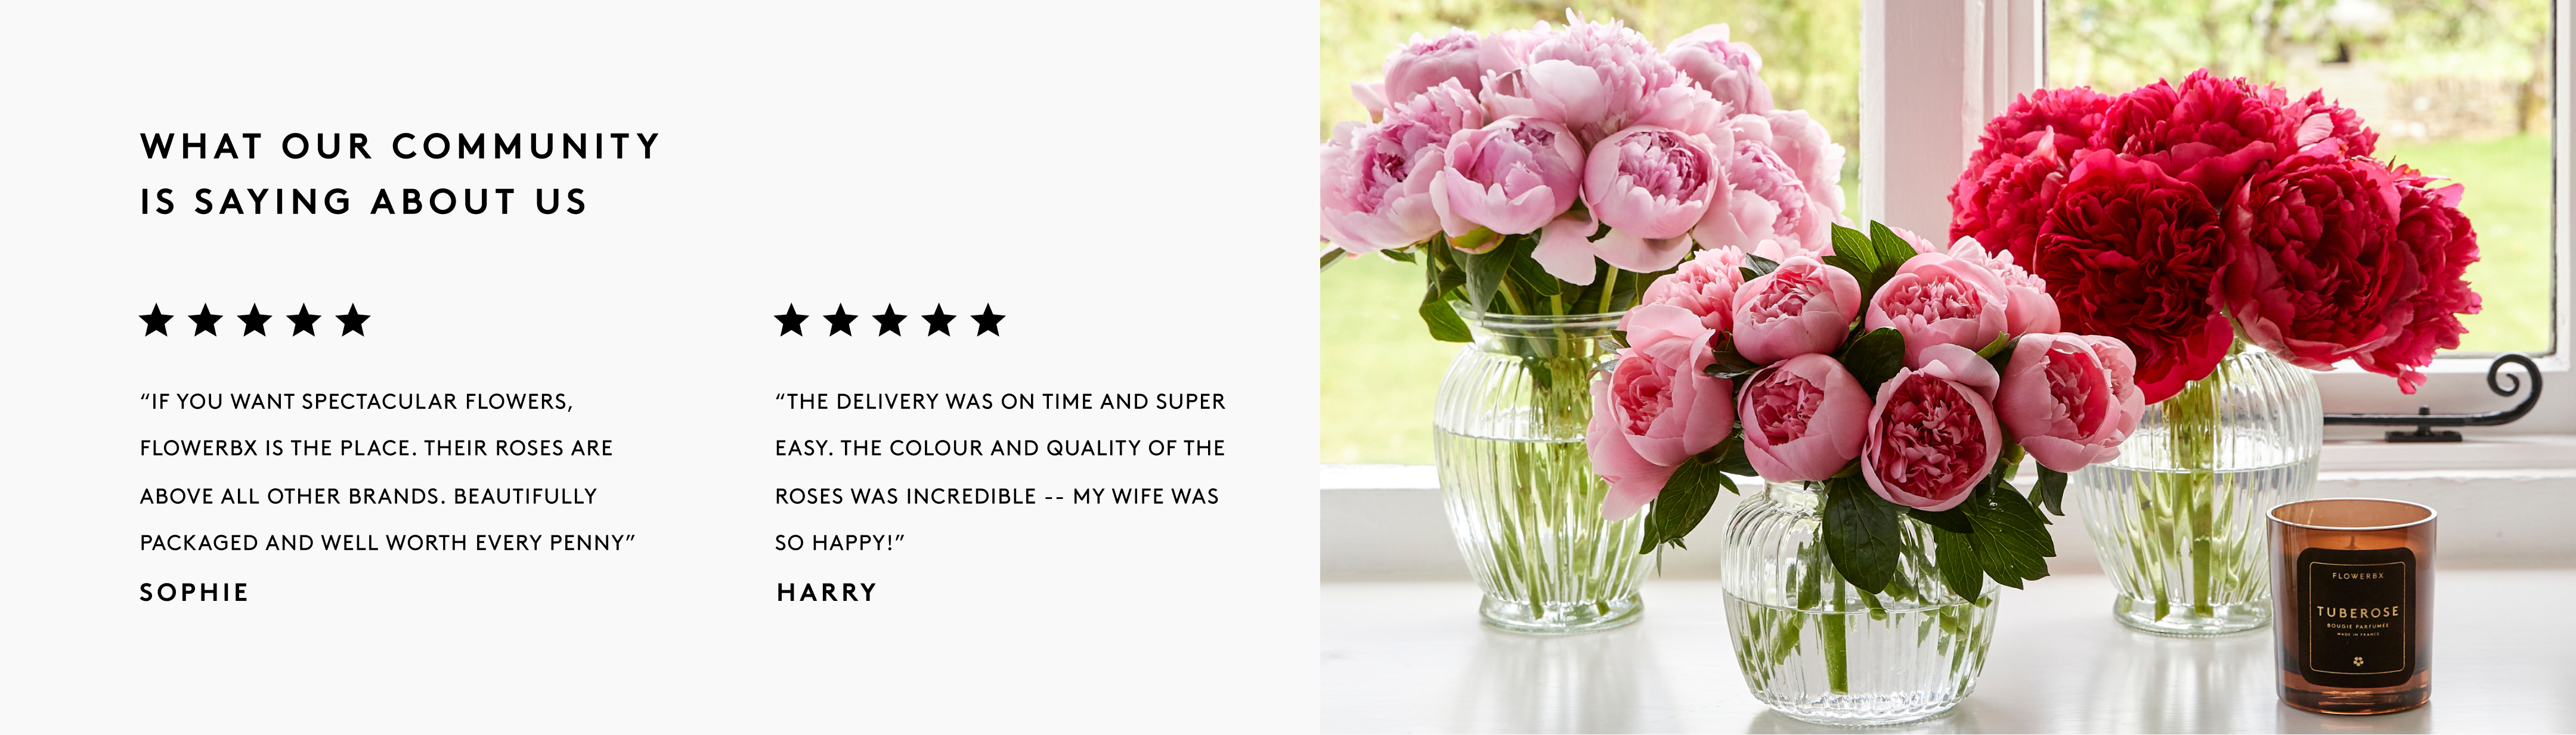 WHAT OUR COMMUNITY
IS SAYING ABOUT US
“IF YOU WANT SPECTACULAR FLOWERS,
FLOWERBX IS THE PLACE. THEIR ROSES ARE
ABOVE ALL OTHER BRANDS. BEAUTIFULLY
PACKAGED AND WELL WORTH EVERY PENNY”
SOPHIE
“THE DELIVERY WAS ON TIME AND SUPER
EASY. THE COLOUR AND QUALITY OF THE
ROSES WAS INCREDIBLE -- MY WIFE WAS
SO HAPPY!”
HARRY
FLOWERBX
TUBEROSE
BOUGIE PARFUMÉE
MADE IN FRANCE